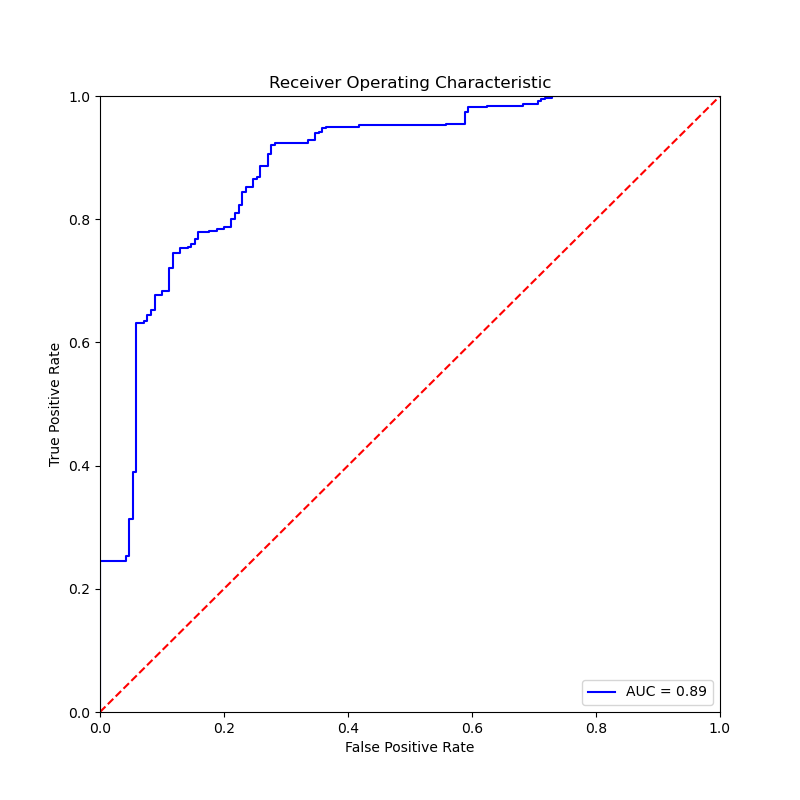 Receiver Operating Characteristic
1.0
0.8
0.6
0.4
0.2
0.0
True Positive Rate
AUC = 0.89
0.0 0.2 0.4 0.6 0.8 1.0
False Positive Rate